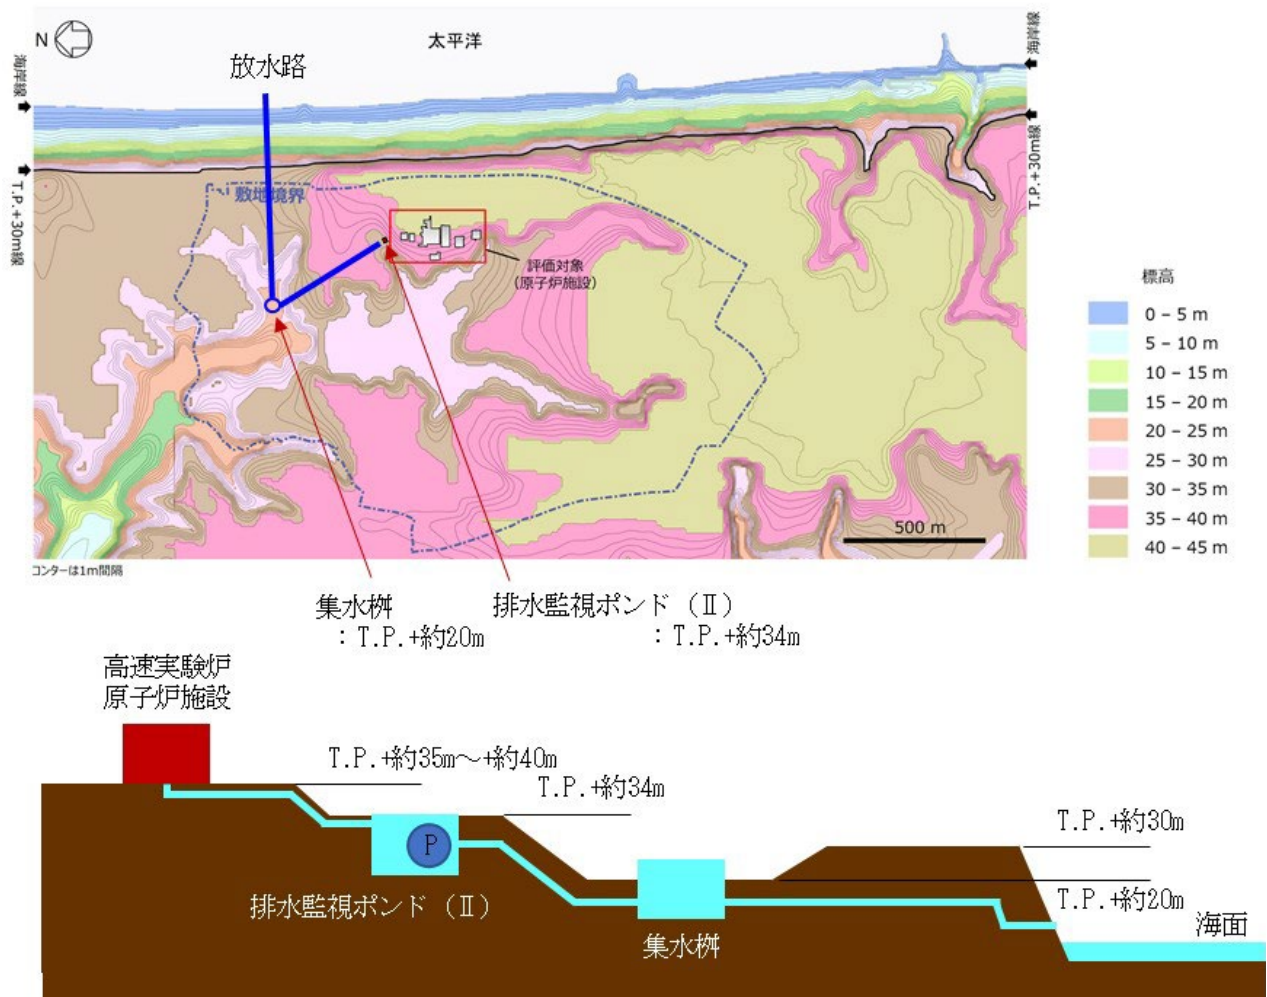 N
太平洋
海岸線
海岸線
放水路
T.P.+30m線
T.P.+30m線
敷地境界
評価対象
(原子炉施設)
500 m
コンターは1m間隔
標高
0 – 5 m
5 – 10 m
10 – 15 m
15 – 20 m
20 – 25 m
25 – 30 m
30 – 35 m
35 – 40 m
40 – 45 m
集水桝
：T.P.+約20m
排水監視ポンド（Ⅱ）
：T.P.+約34m
高速実験炉
原子炉施設
T.P.+約35m～+約40m
T.P.+約34m
T.P.+約30m
P
T.P.+約20m
排水監視ポンド（Ⅱ）
海面
集水桝